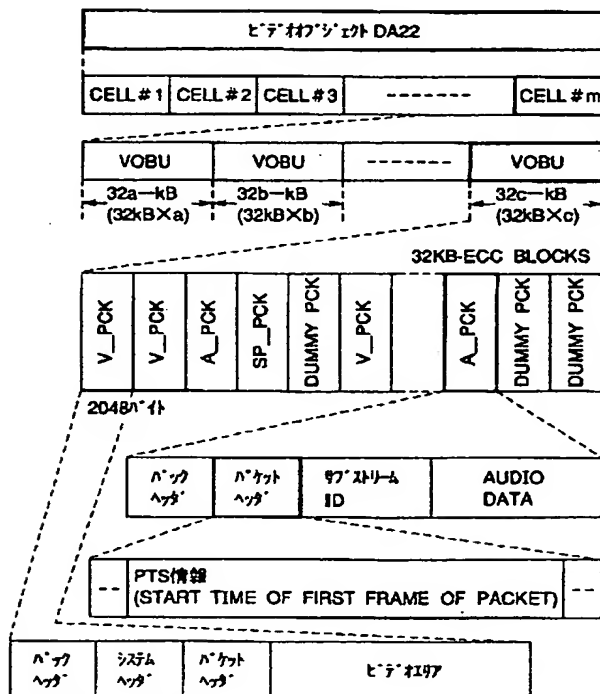 ビデオオブジェクト DA22
CELL#1 CELL#2 CELL#3 ------- CELL#m
VOBU VOBU ------- VOBU
32a—kB 32b—kB 32c—kB
(32kB×a) (32kB×b) (32kB×c)
32KB-ECC BLOCKS
V_PCK V_PCK A_PCK SP_PCK DUMMY PCK V_PCK A_PCK DUMMY PCK DUMMY PCK
2048バイト
パック パケット サブストリーム AUDIO
ヘッダ ヘッダ ID DATA
-- PTS情報 --
(START TIME OF FIRST FRAME OF PACKET)
パック システム パケット ビデオエリア
ヘッダ ヘッダ ヘッダ